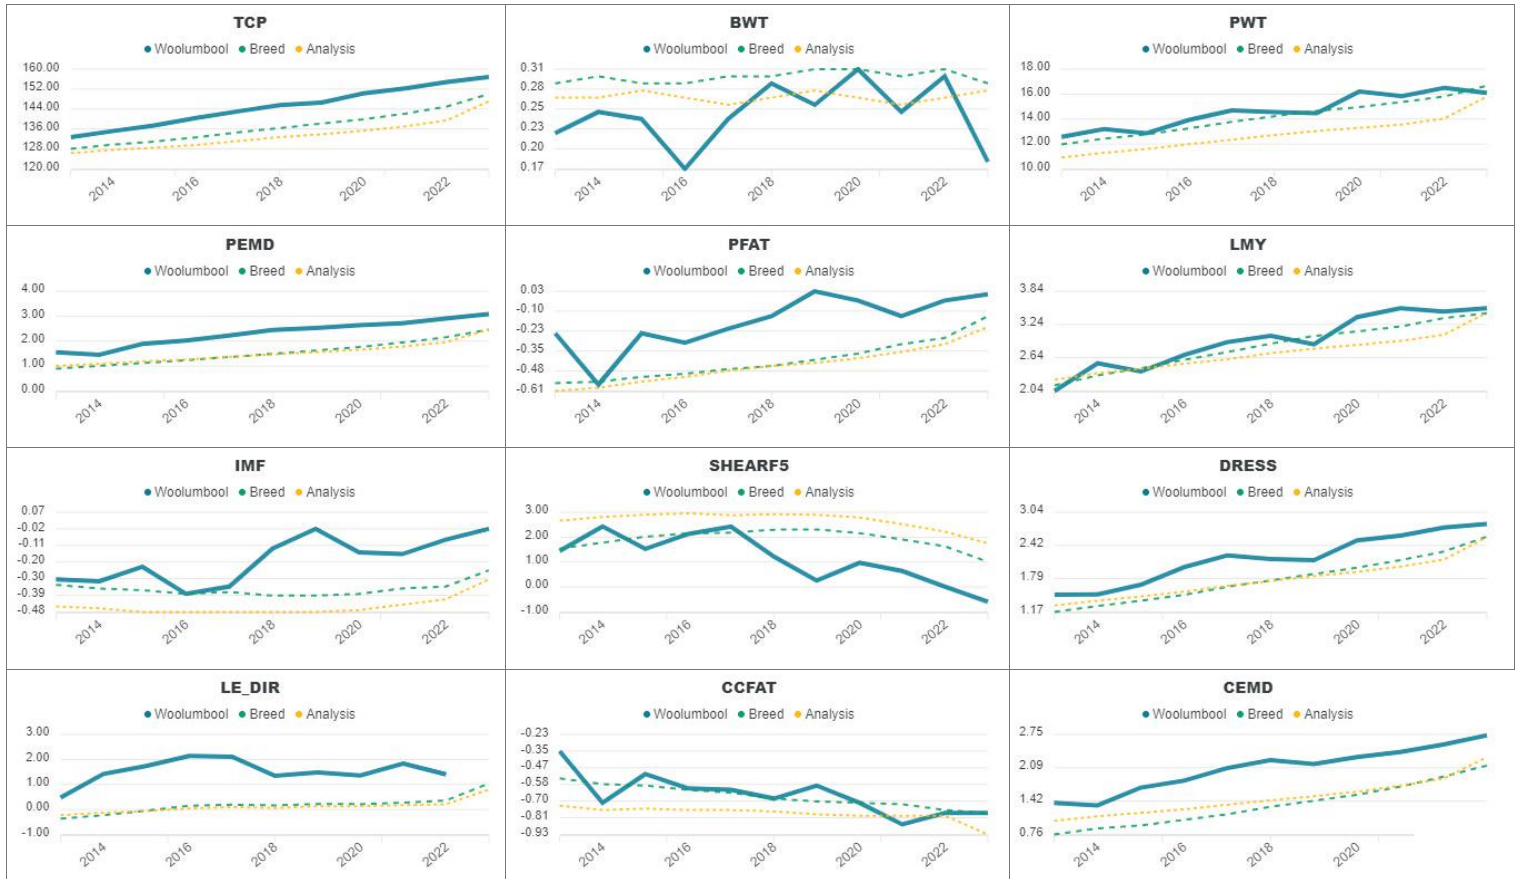 TCP
Woolumbool Breed Analysis
160.00
152.00
144.00
136.00
128.00
120.00
2014 2016 2018 2020 2022
BWT
Woolumbool Breed Analysis
0.31
0.28
0.25
0.23
0.20
0.17
2014 2016 2018 2020 2022
PWT
Woolumbool Breed Analysis
18.00
16.00
14.00
12.00
10.00
2014 2016 2018 2020 2022
PEMD
Woolumbool Breed Analysis
4.00
3.00
2.00
1.00
0.00
2014 2016 2018 2020 2022
PFAT
Woolumbool Breed Analysis
0.03
-0.10
-0.23
-0.35
-0.48
-0.61
2014 2016 2018 2020 2022
LMY
Woolumbool Breed Analysis
3.84
3.24
2.64
2.04
2014 2016 2018 2020 2022
IMF
Woolumbool Breed Analysis
0.07
-0.02
-0.11
-0.20
-0.30
-0.39
-0.48
2014 2016 2018 2020 2022
SHEARF5
Woolumbool Breed Analysis
3.00
2.00
1.00
0.00
-1.00
2014 2016 2018 2020 2022
DRESS
Woolumbool Breed Analysis
3.04
2.42
1.79
1.17
2014 2016 2018 2020 2022
LE_DIR
Woolumbool Breed Analysis
3.00
2.00
1.00
0.00
-1.00
2014 2016 2018 2020 2022
CCFAT
Woolumbool Breed Analysis
-0.23
-0.35
-0.47
-0.58
-0.70
-0.81
-0.93
2014 2016 2018 2020 2022
CEMD
Woolumbool Breed Analysis
2.75
2.09
1.42
0.76
2014 2016 2018 2020